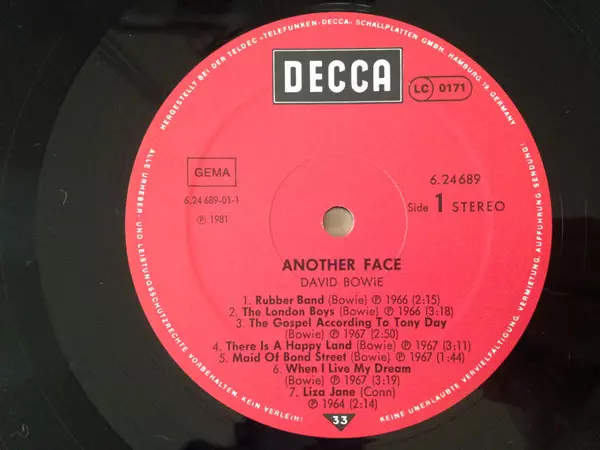 HERGESTELLT BEI DER TELDEC »TELEFUNKEN-DECCA« SCHALLPLATTEN GMBH, HAMBURG 19, GERMANY
DECCA
LC 0171
GEMA
6.24 689-01-1
℗ 1981
6.24689
Side 1 STEREO
ANOTHER FACE
DAVID BOWiE
1. Rubber Band (Bowie) ℗ 1966 (2:15)
2. The London Boys (Bowie) ℗ 1966 (3:18)
3. The Gospel According To Tony Day
(Bowie) ℗ 1967 (2:50)
4. There Is A Happy Land (Bowie) ℗ 1967 (3:11)
5. Maid Of Bond Street (Bowie) ℗ 1967 (1:44)
6. When I Live My Dream
(Bowie) ℗ 1967 (3:19)
7. Liza Jane (Conn)
℗ 1964 (2:14)
33
ALLE URHEBER- UND LEISTUNGSSCHUTZRECHTE VORBEHALTEN. KEIN VERLEIH!
KEINE UNERLAUBTE VERVIELFÄLTIGUNG, VERMIETUNG, AUFFÜHRUNG, SENDUNG!